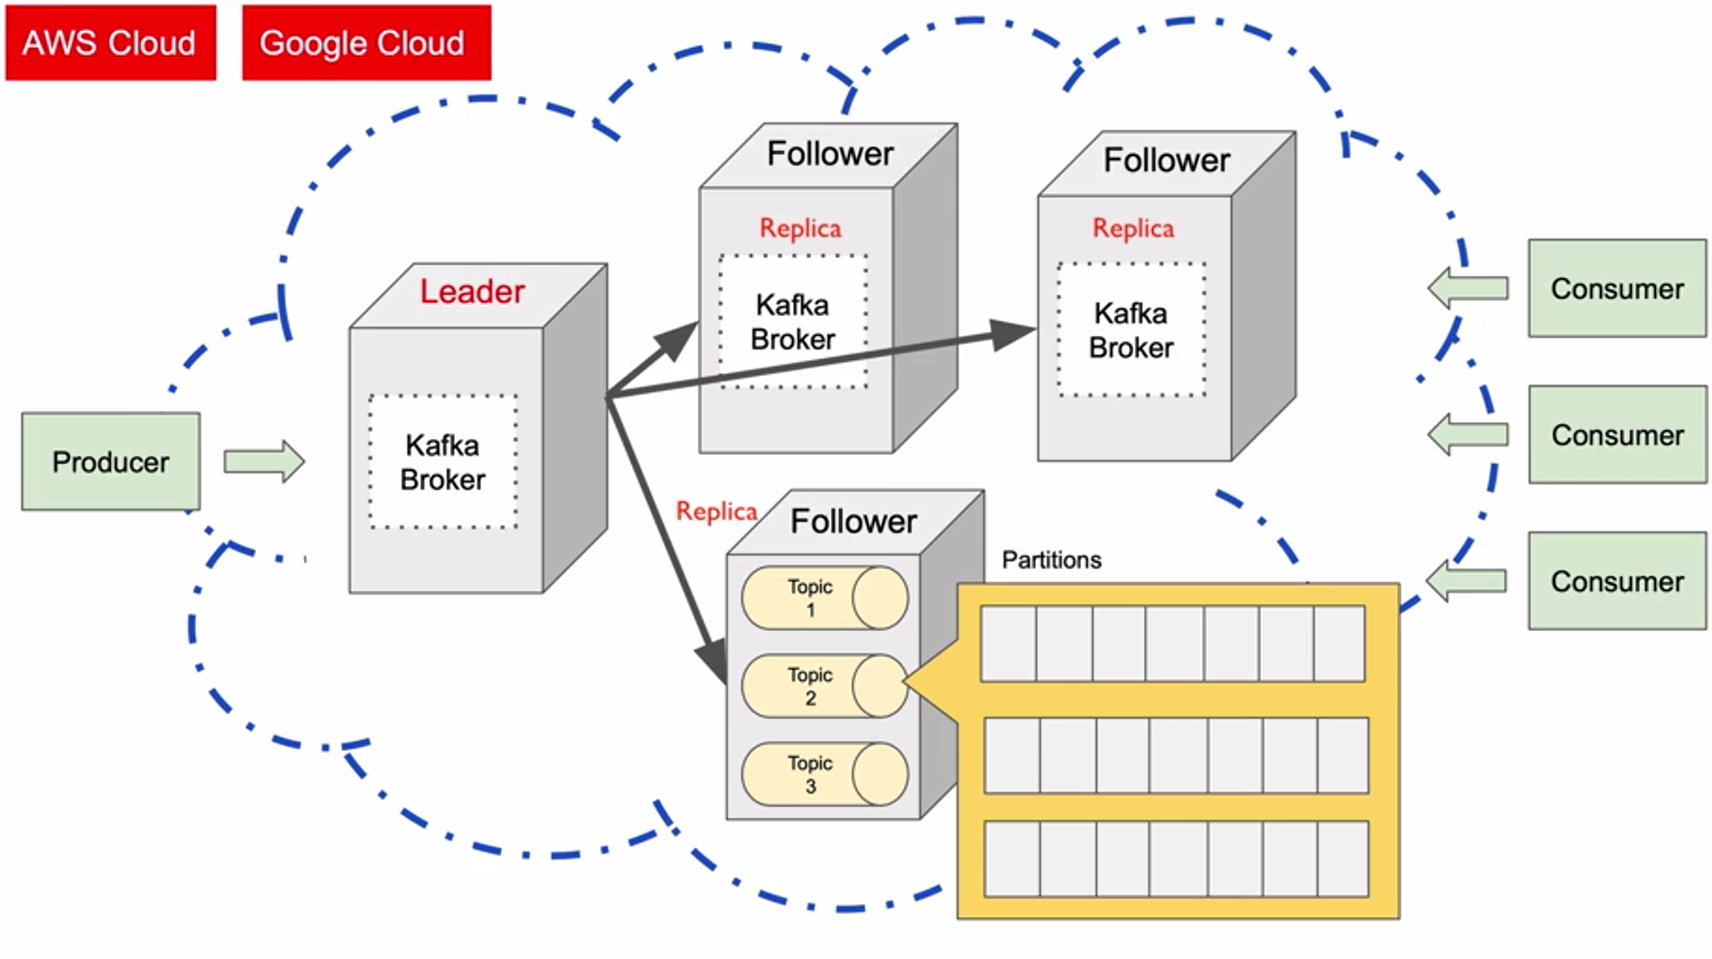 AWS Cloud
Google Cloud
Follower
Follower
Replica
Replica
Leader
Kafka
Broker
Kafka
Broker
Kafka
Broker
Producer
Consumer
Consumer
Consumer
Replica
Follower
Partitions
Topic
1
Topic
2
Topic
3